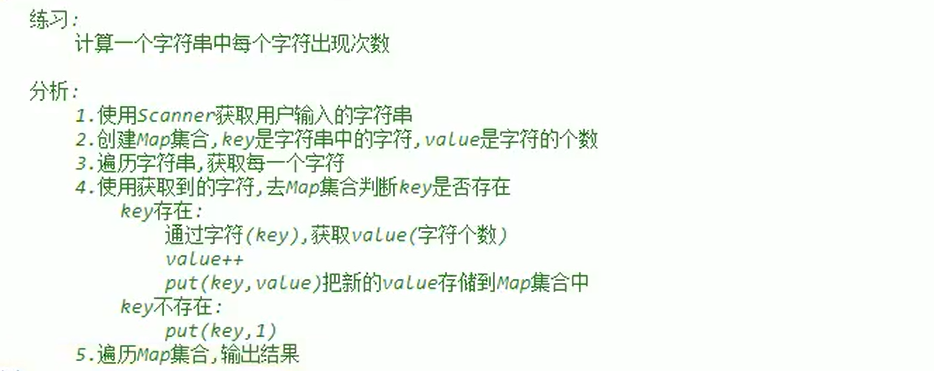 练习:
计算一个字符串中每个字符出现次数
分析:
1.使用Scanner获取用户输入的字符串
2.创建Map集合,key是字符串中的字符,value是字符的个数
3.遍历字符串,获取每一个字符
4.使用获取到的字符,去Map集合判断key是否存在
key存在:
通过字符(key),获取value(字符个数)
value++
put(key,value)把新的value存储到Map集合中
key不存在:
put(key,1)
5.遍历Map集合,输出结果